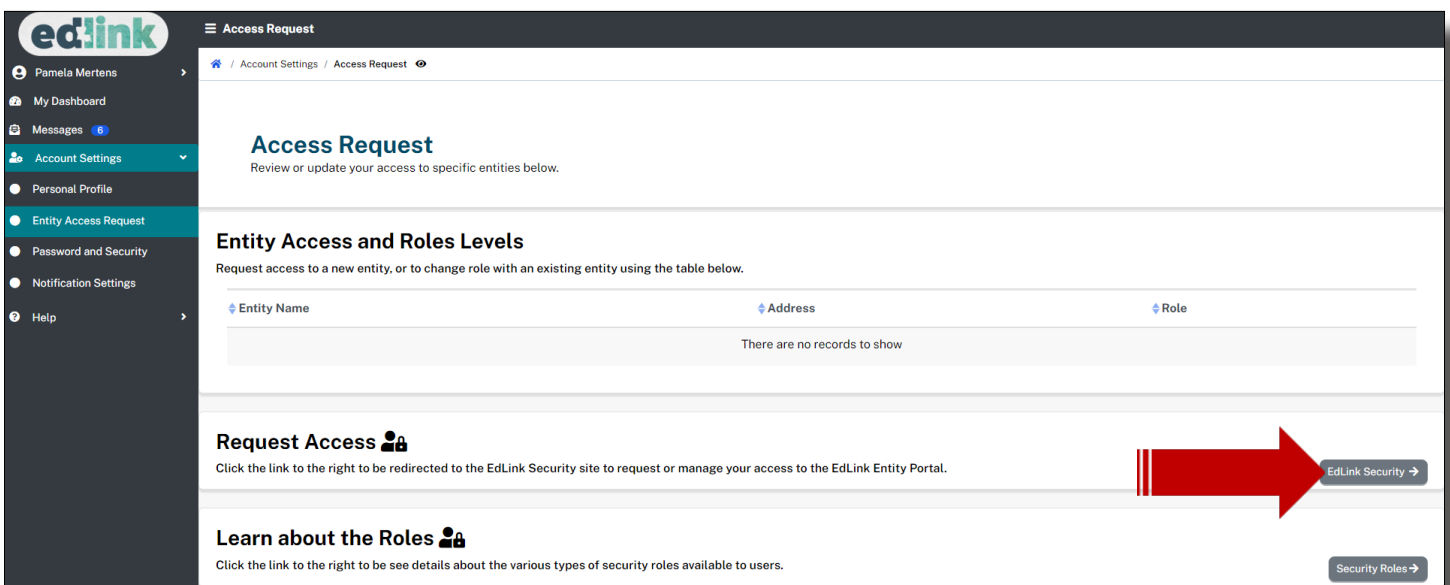 edlink
Access Request
Pamela Mertens
/ Account Settings / Access Request
My Dashboard
Messages 6
Account Settings
Personal Profile
Entity Access Request
Password and Security
Notification Settings
Help
Access Request
Review or update your access to specific entities below.
Entity Access and Roles Levels
Request access to a new entity, or to change role with an existing entity using the table below.
Entity Name Address Role
There are no records to show
Request Access
Click the link to the right to be redirected to the EdLink Security site to request or manage your access to the EdLink Entity Portal.
EdLink Security →
Learn about the Roles
Click the link to the right to be see details about the various types of security roles available to users.
Security Roles →